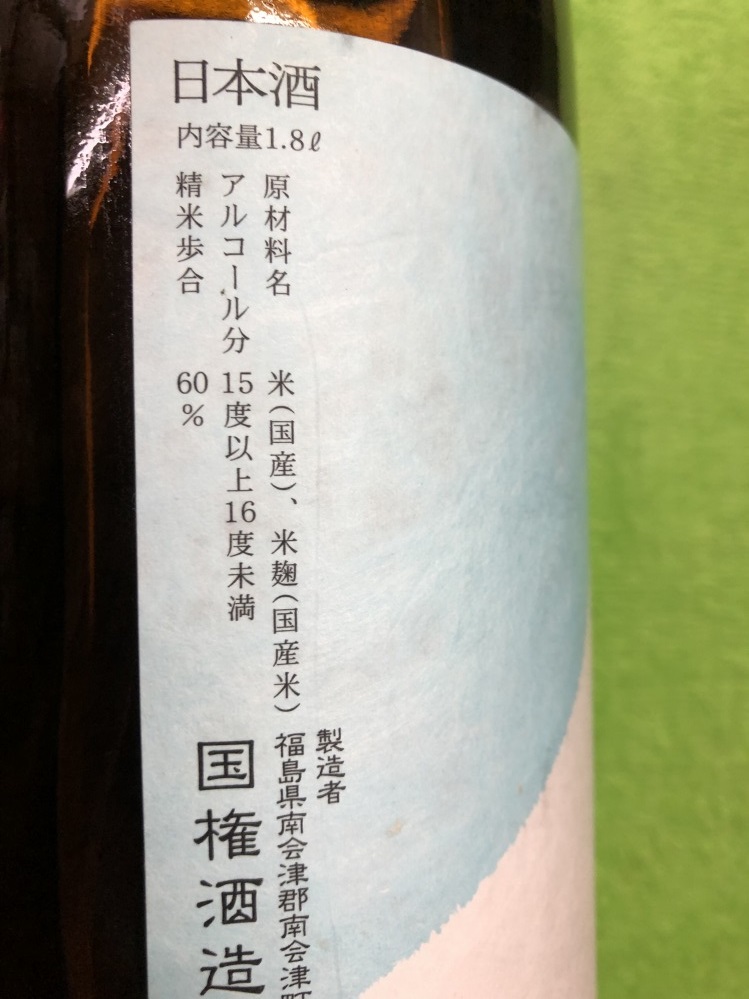 日本酒
内容量1.8ℓ
原材料名 米(国産)、米麹(国産米)
アルコール分 15度以上16度未満
精米歩合 60%
製造者
福島県南会津郡南会津町
国権酒造